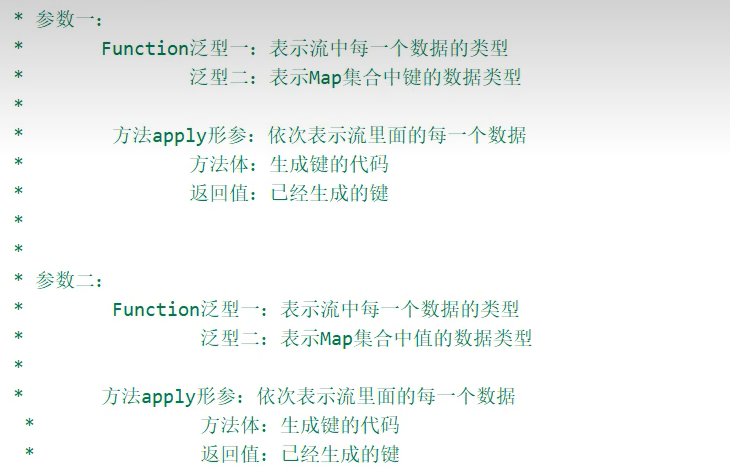 * 参数一:
*       Function泛型一: 表示流中每一个数据的类型
*               泛型二: 表示Map集合中键的数据类型
*
*        方法apply形参: 依次表示流里面的每一个数据
*               方法体: 生成键的代码
*               返回值: 已经生成的键
*
*
* 参数二:
*        Function泛型一: 表示流中每一个数据的类型
*                泛型二: 表示Map集合中值的数据类型
*
*       方法apply形参: 依次表示流里面的每一个数据
 *               方法体: 生成键的代码
 *               返回值: 已经生成的键